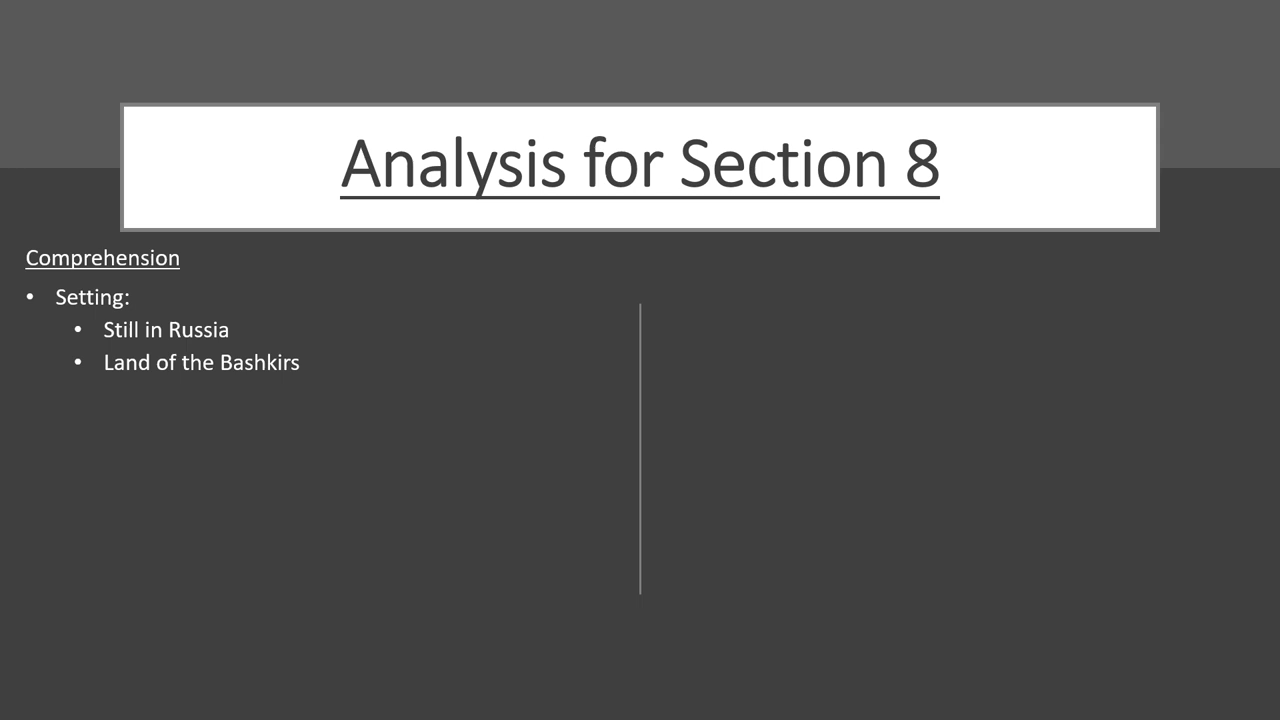 Analysis for Section 8
Comprehension
• Setting:
• Still in Russia
• Land of the Bashkirs